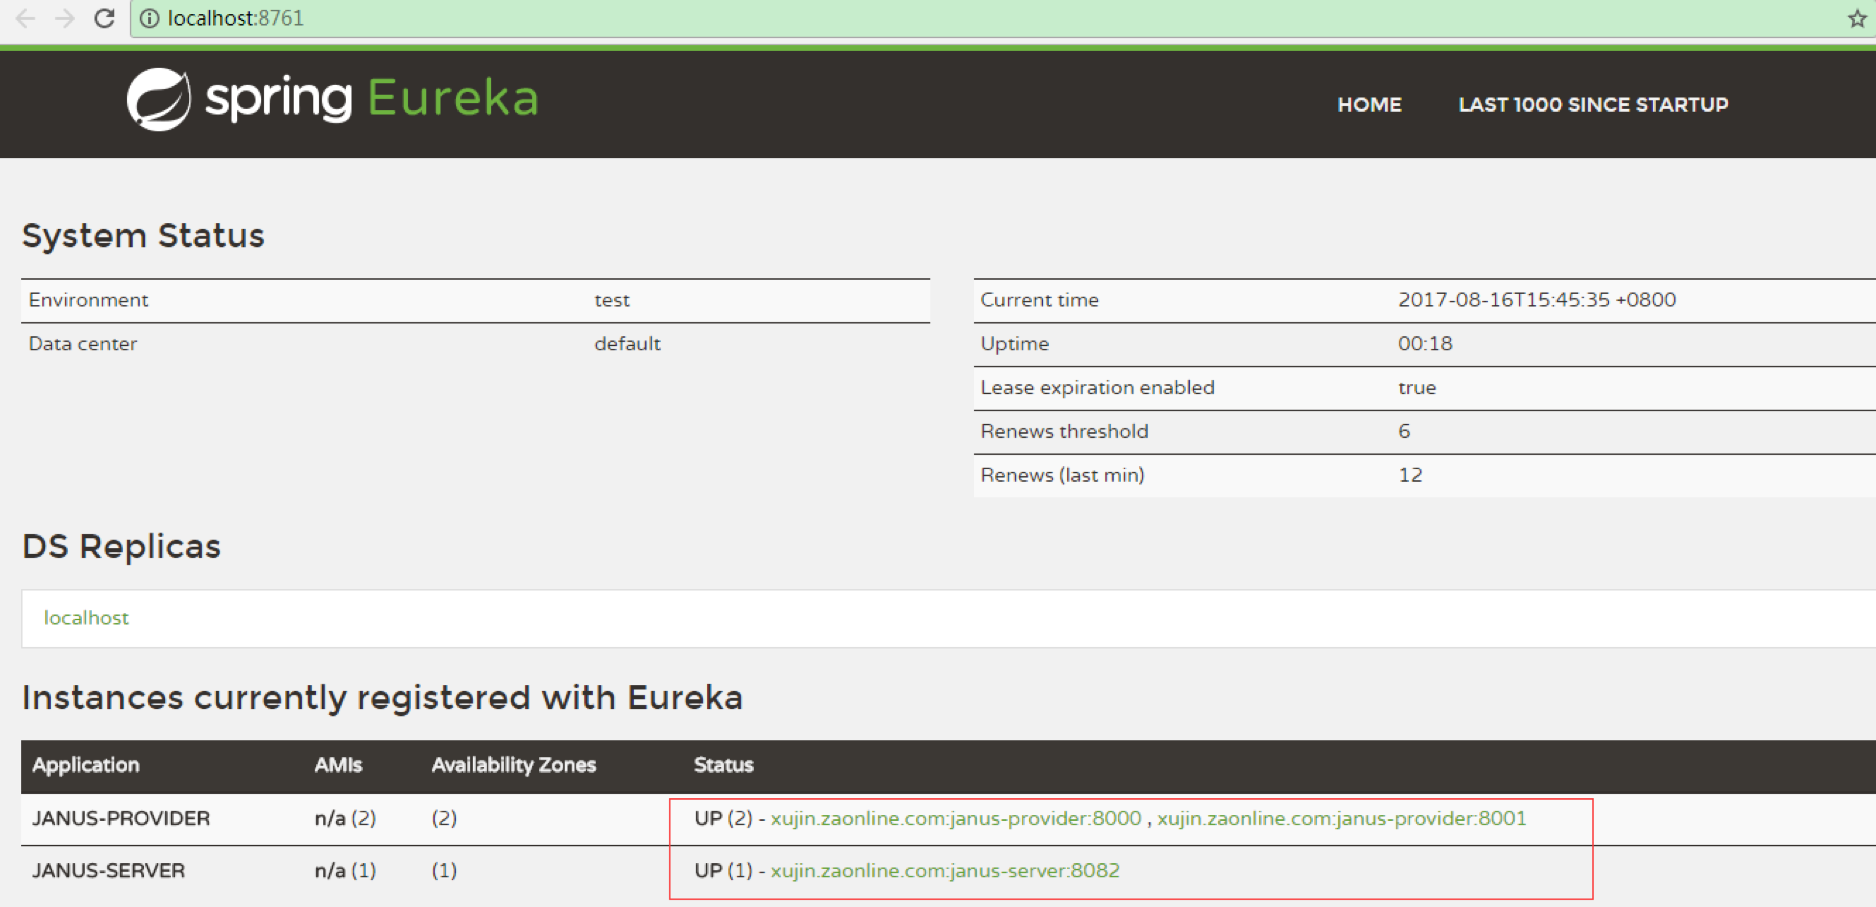 localhost:8761
spring Eureka
HOME LAST 1000 SINCE STARTUP
System Status
Environment test
Data center default
Current time 2017-08-16T15:45:35 +0800
Uptime 00:18
Lease expiration enabled true
Renews threshold 6
Renews (last min) 12
DS Replicas
localhost
Instances currently registered with Eureka
Application AMIs Availability Zones Status
JANUS-PROVIDER n/a (2) (2) UP (2) - xujin.zaonline.com:janus-provider:8000 , xujin.zaonline.com:janus-provider:8001
JANUS-SERVER n/a (1) (1) UP (1) - xujin.zaonline.com:janus-server:8082